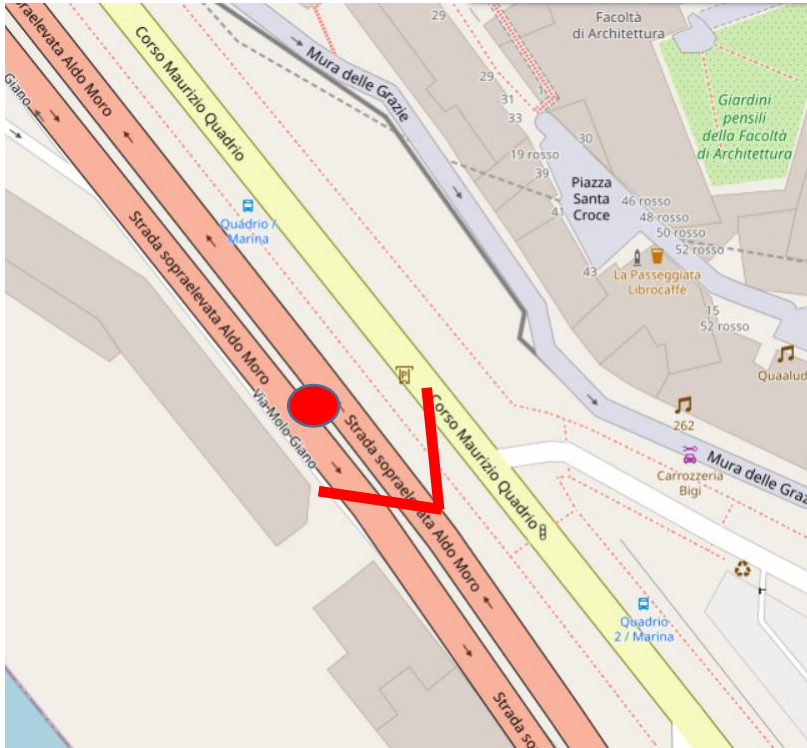 29
Facoltà
di Architettura
opraelevata Aldo Moro
Giano
Corso Maurizio Quadrio
Mura delle Grazie
29
31
33
1
Giardini
pensili
della Facoltà
di Architettura
30
19 rosso
39
41
Piazza
Santa
Croce
46 rosso
48 rosso
50 rosso
52 rosso
43
La Passeggiata
Librocaffè
15
52 rosso
Quadrio /
Marina
Strada sopraelevata Aldo Moro
Via Molo Giano
P
Quaalud
262
Carrozzeria
Bigi
Mura delle Graz
Corso Maurizio Quadrio
Strada sopraelevata Aldo Moro
Quadrio
2 / Marina
Strada so